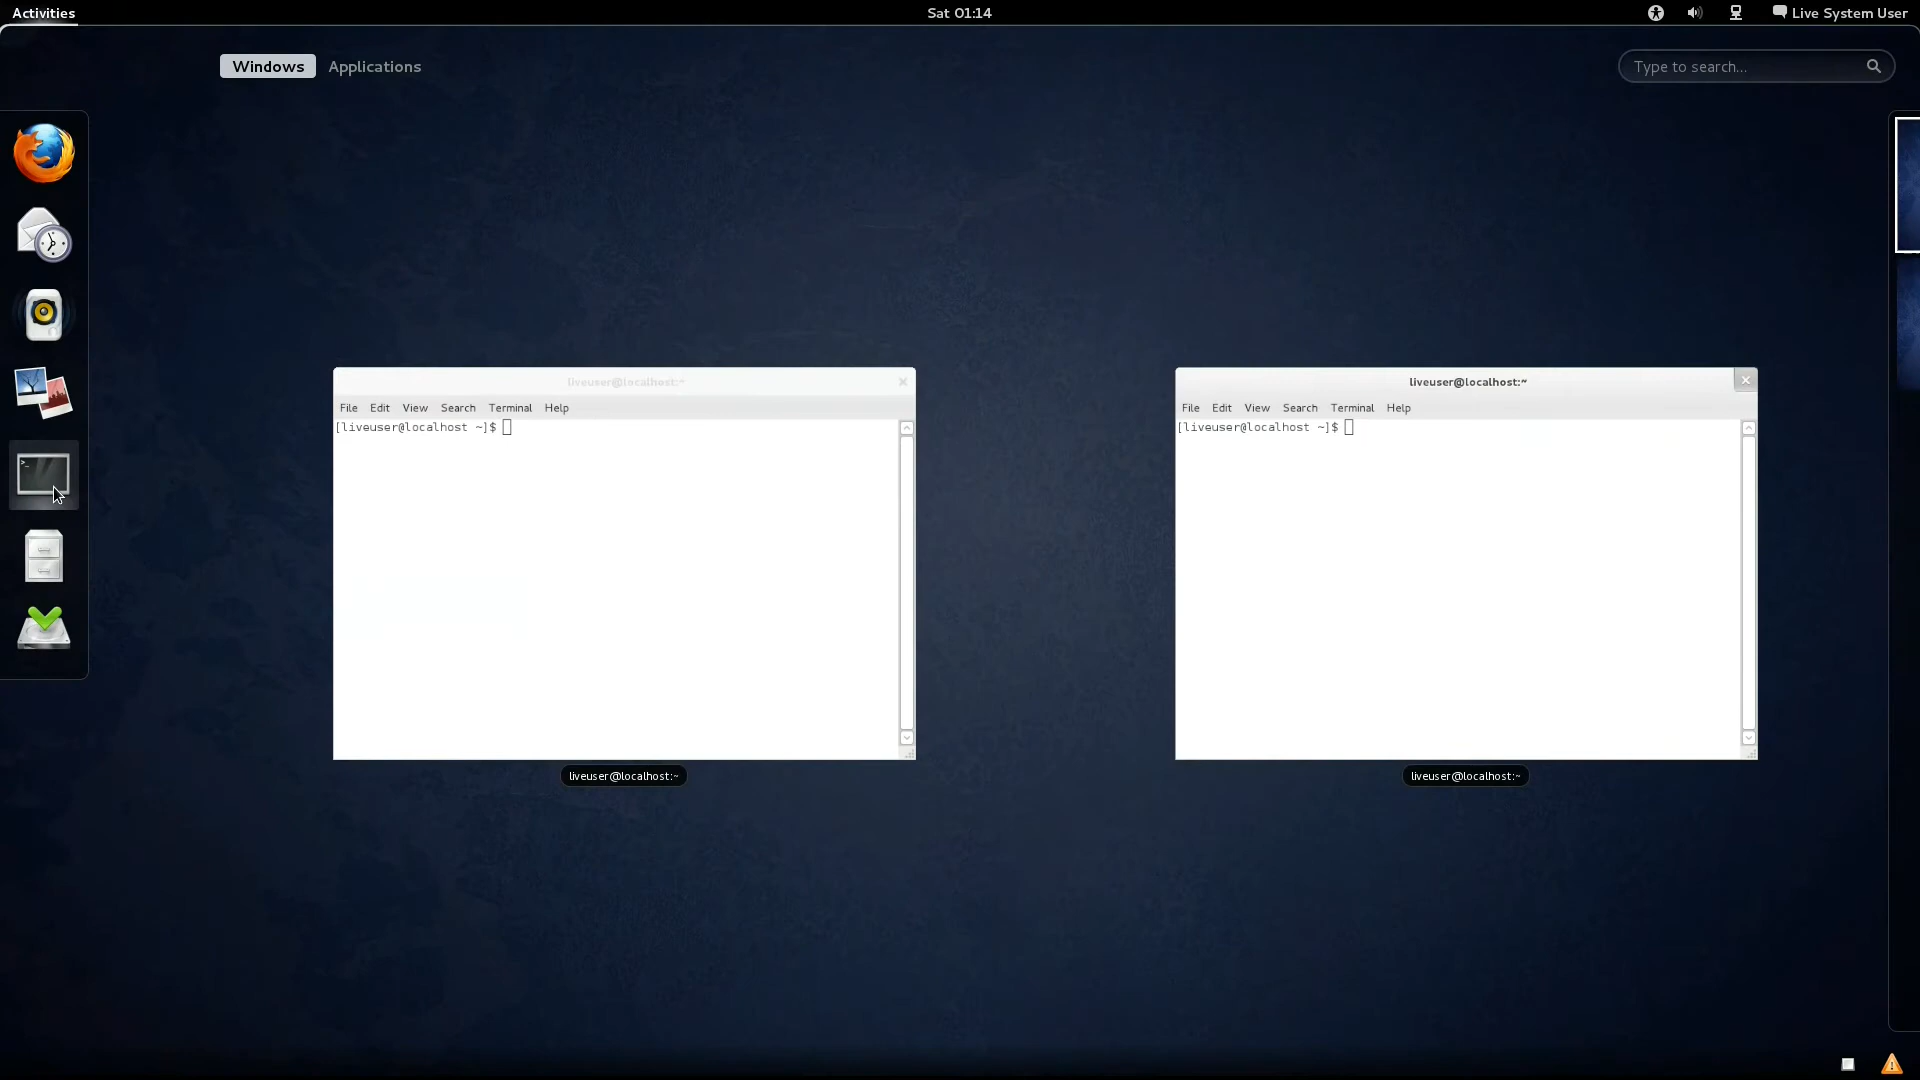 Activities
Sat 01:14
Live System User
Windows
Applications
Type to search...
liveuser@localhost:~
File Edit View Search Terminal Help
[liveuser@localhost ~]$
liveuser@localhost:~
liveuser@localhost:~
File Edit View Search Terminal Help
[liveuser@localhost ~]$
liveuser@localhost:~